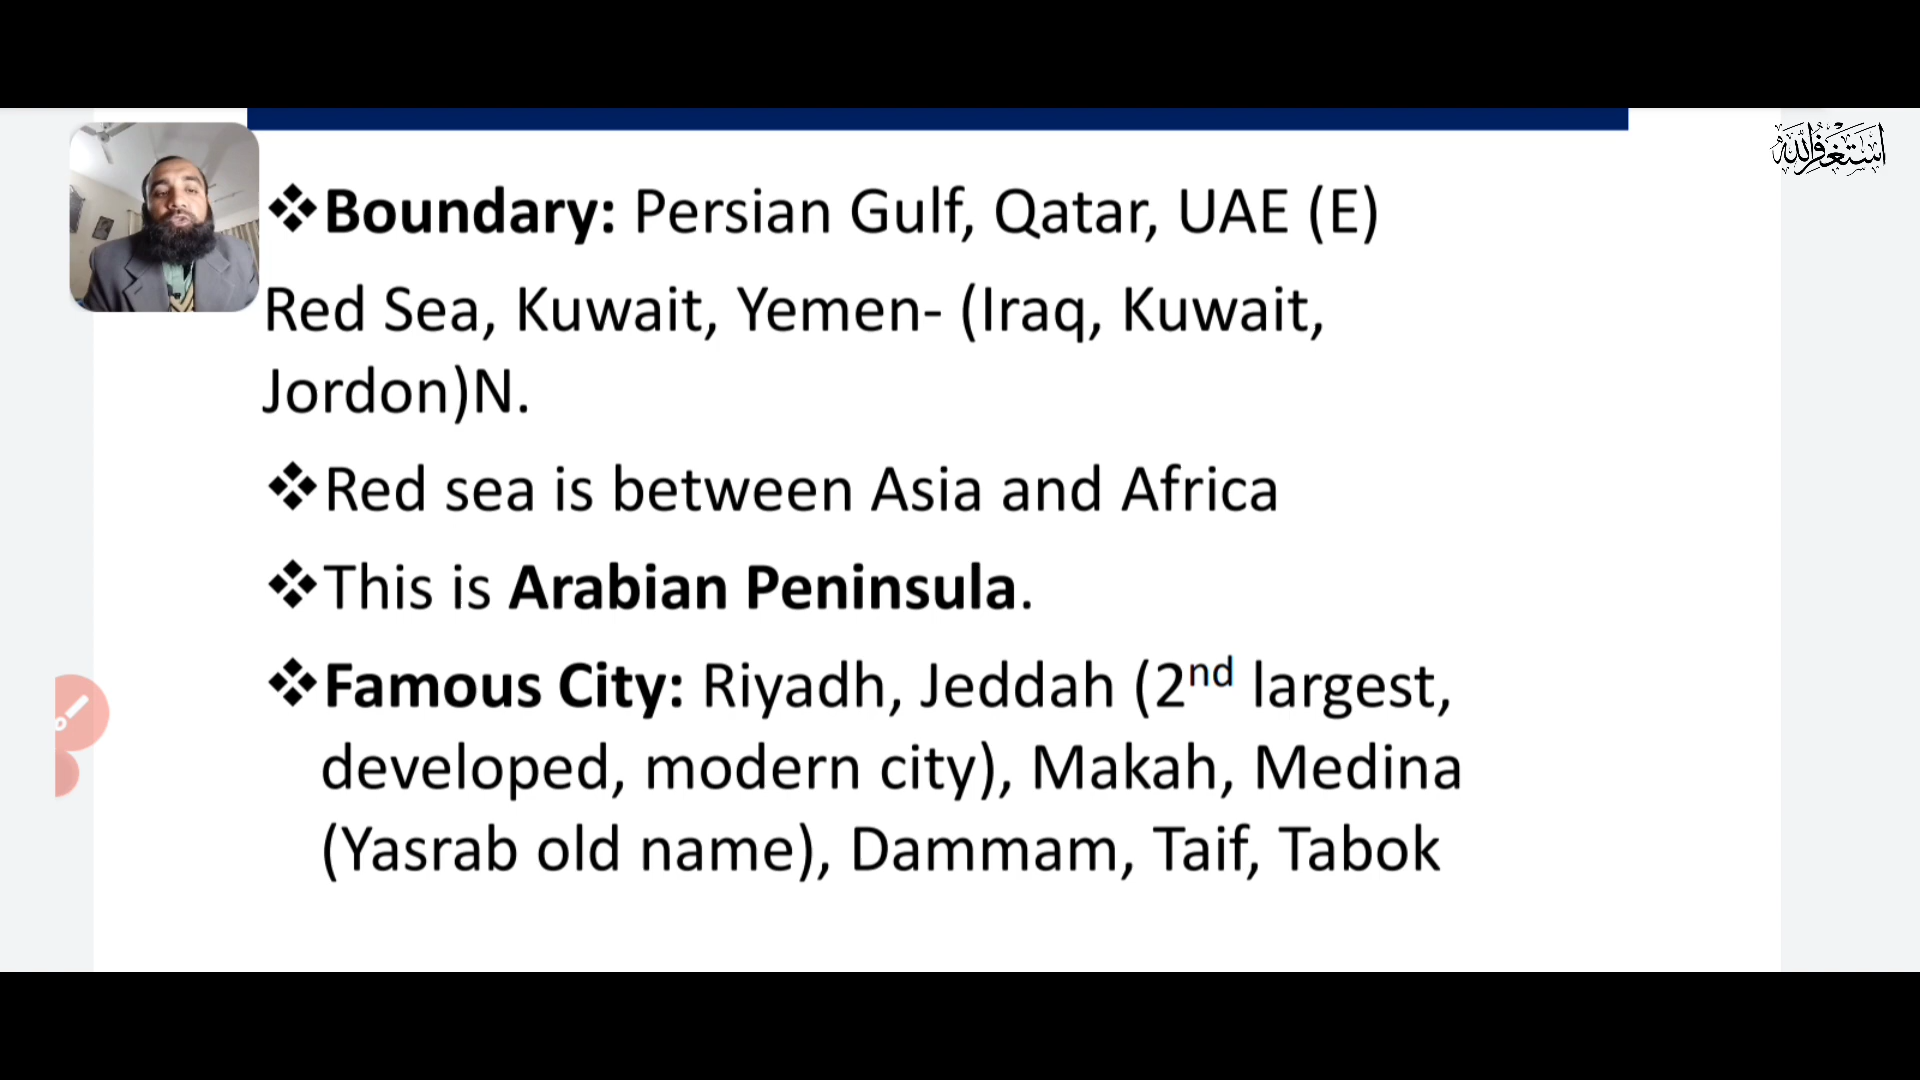 ❖Boundary: Persian Gulf, Qatar, UAE (E)
Red Sea, Kuwait, Yemen- (Iraq, Kuwait,
Jordon)N.
❖Red sea is between Asia and Africa
❖This is Arabian Peninsula.
❖Famous City: Riyadh, Jeddah (2nd largest,
developed, modern city), Makah, Medina
(Yasrab old name), Dammam, Taif, Tabok
أستغفر الله